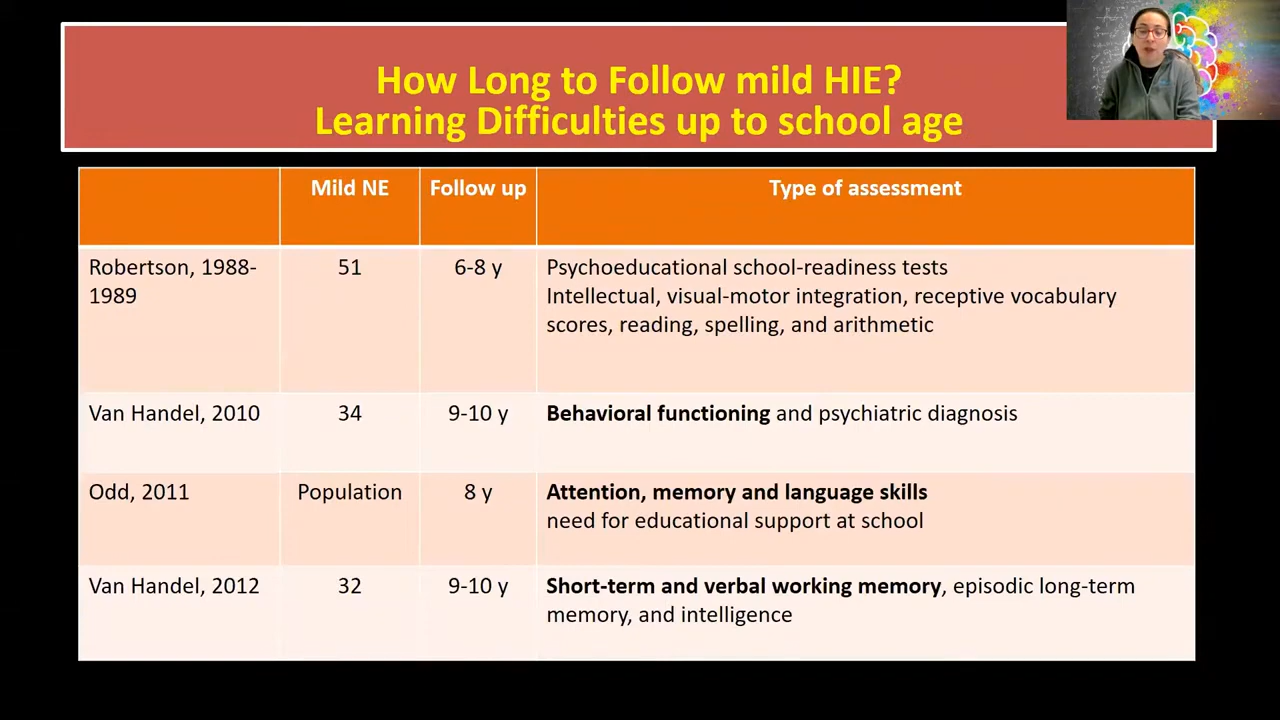 How Long to Follow mild HIE?
Learning Difficulties up to school age
Mild NE Follow up Type of assessment
Robertson, 1988-
1989
51
6-8 y
Psychoeducational school-readiness tests
Intellectual, visual-motor integration, receptive vocabulary
scores, reading, spelling, and arithmetic
Van Handel, 2010 34 9-10 y Behavioral functioning and psychiatric diagnosis
Odd, 2011
Population
8 y
Attention, memory and language skills
need for educational support at school
Van Handel, 2012
32
9-10 y
Short-term and verbal working memory, episodic long-term
memory, and intelligence